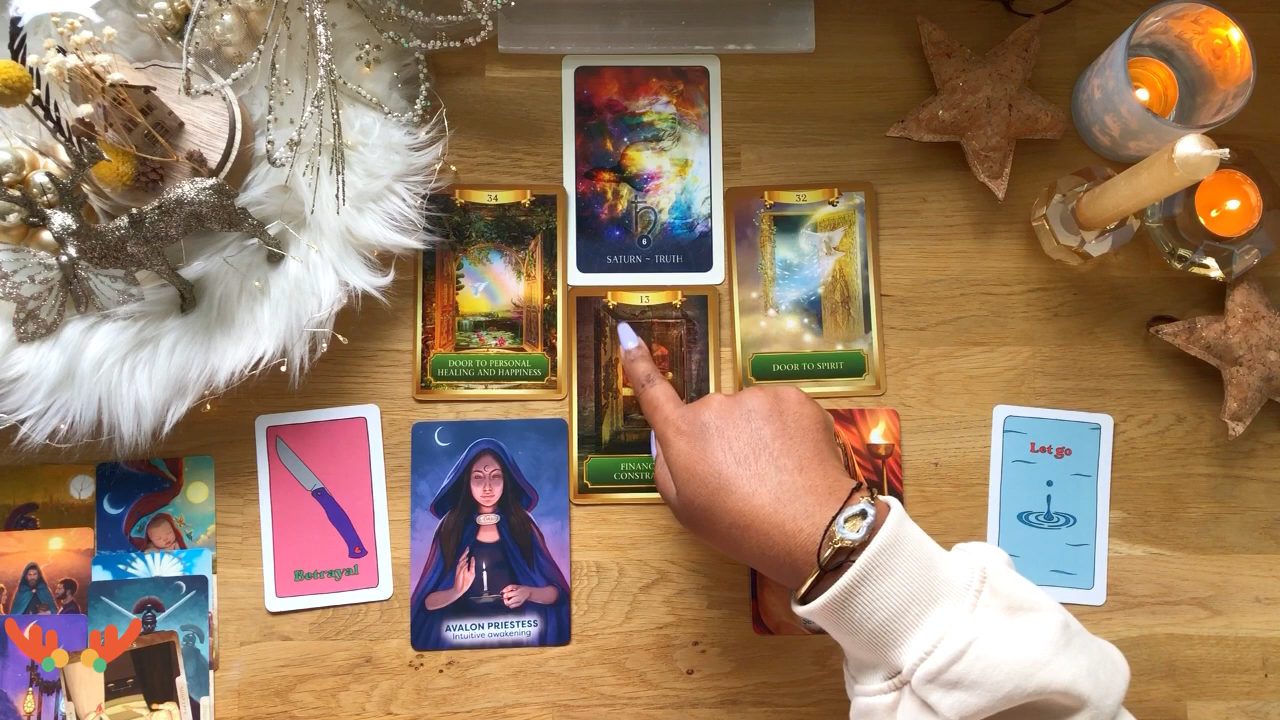 6
SATURN ~ TRUTH
34
DOOR TO PERSONAL
HEALING AND HAPPINESS
13
32
DOOR TO SPIRIT
Betrayal
AVALON PRIESTESS
Intuitive awakening
Let go